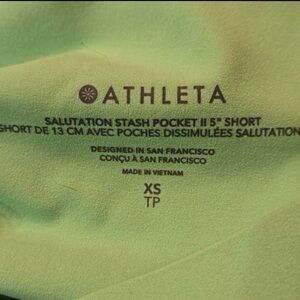 ATHLETA
SALUTATION STASH POCKET II 5" SHORT
SHORT DE 13 CM AVEC POCHES DISSIMULÉES SALUTATION
DESIGNED IN SAN FRANCISCO
CONÇU À SAN FRANCISCO
MADE IN VIETNAM
XS
TP